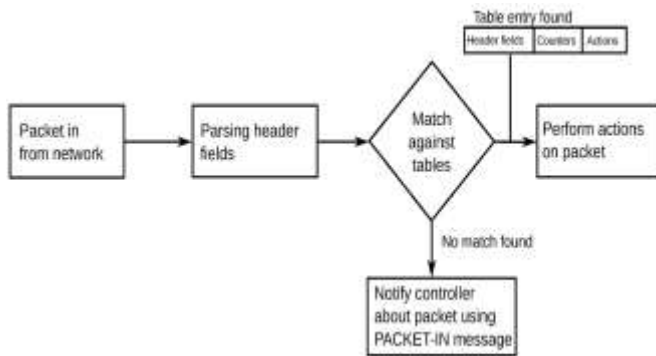 Table entry found
Header fields Counters Actions
Packet in
from network
Parsing header
fields
Match
against
tables
Perform actions
on packet
No match found
Notify controller
about packet using
PACKET-IN message